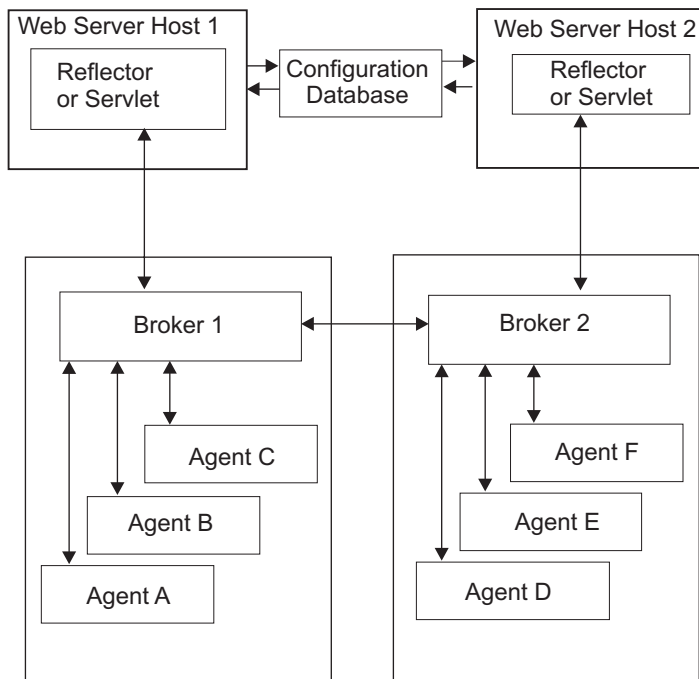 Web Server Host 1
Reflector
or Servlet
Configuration
Database
Web Server Host 2
Reflector
or Servlet
Broker 1
Broker 2
Agent C
Agent B
Agent A
Agent F
Agent E
Agent D